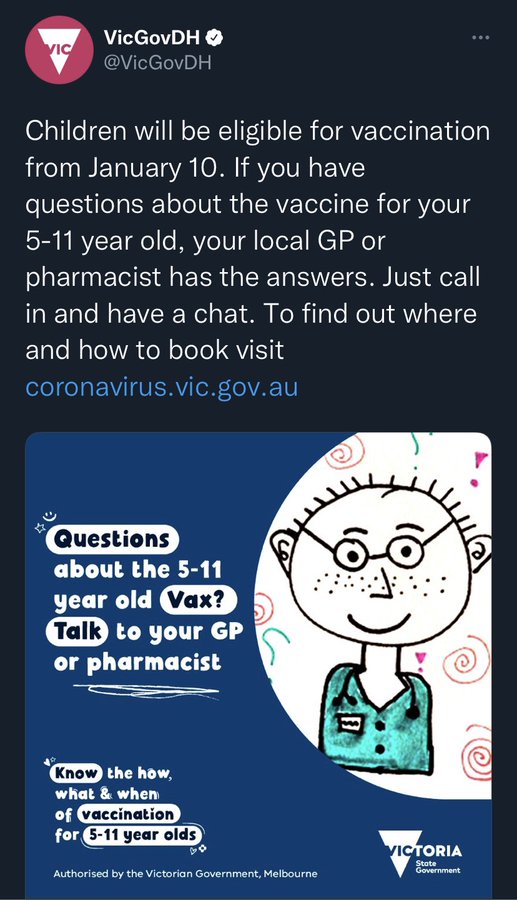 VIC
VicGovDH
@VicGovDH
Children will be eligible for vaccination
from January 10. If you have
questions about the vaccine for your
5-11 year old, your local GP or
pharmacist has the answers. Just call
in and have a chat. To find out where
and how to book visit
coronavirus.vic.gov.au
Questions
about the 5-11
year old Vax?
Talk to your GP
or pharmacist
Know the how,
what & when
of vaccination
for 5-11 year olds
Authorised by the Victorian Government, Melbourne
VICTORIA
State
Government